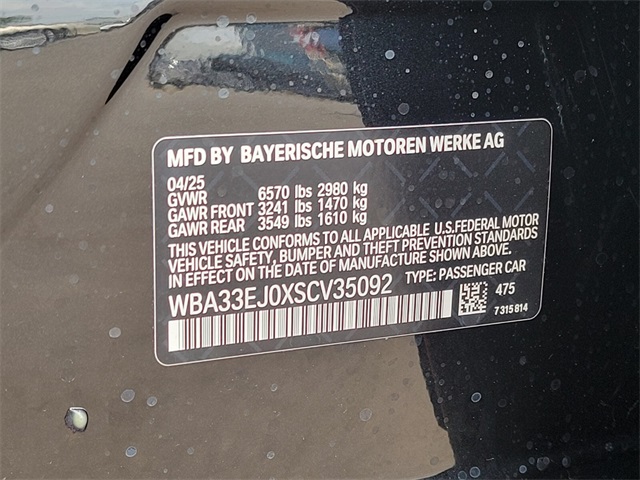 MFD BY BAYERISCHE MOTOREN WERKE AG
04/25
GVWR 6570 lbs 2980 kg
GAWR FRONT 3241 lbs 1470 kg
GAWR REAR 3549 lbs 1610 kg
THIS VEHICLE CONFORMS TO ALL APPLICABLE U.S.FEDERAL MOTOR
VEHICLE SAFETY, BUMPER AND THEFT PREVENTION STANDARDS
IN EFFECT ON THE DATE OF MANUFACTURE SHOWN ABOVE.
WBA33EJ0XSCV35092 TYPE: PASSENGER CAR
475
7315814